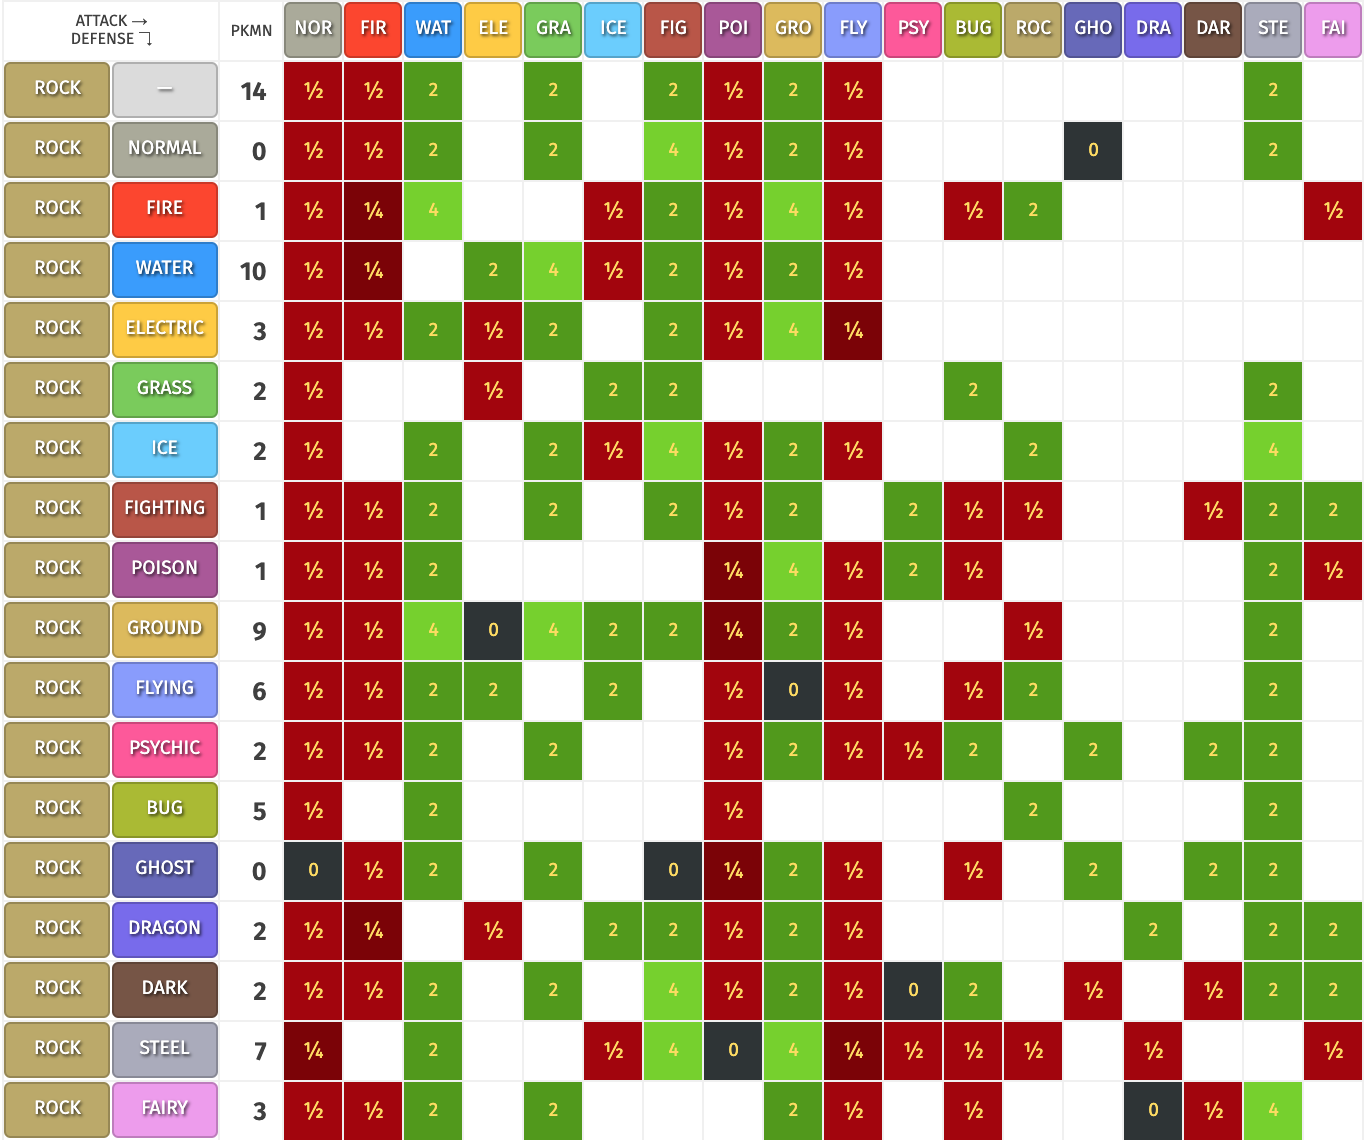 ATTACK → DEFENSE ↴ PKMN NOR FIR WAT ELE GRA ICE FIG POI GRO FLY PSY BUG ROC GHO DRA DAR STE FAI
ROCK — 14 ½ ½ 2 2 2 ½ 2 ½ 2
ROCK NORMAL 0 ½ ½ 2 2 4 ½ 2 ½ 0 2
ROCK FIRE 1 ½ ¼ 4 ½ 2 ½ 4 ½ ½ 2 ½
ROCK WATER 10 ½ ¼ 2 4 ½ 2 ½ 2 ½
ROCK ELECTRIC 3 ½ ½ 2 ½ 2 2 ½ 4 ¼
ROCK GRASS 2 ½ ½ 2 2 2 2
ROCK ICE 2 ½ 2 2 ½ 4 ½ 2 ½ 2 4
ROCK FIGHTING 1 ½ ½ 2 2 2 ½ 2 2 ½ ½ ½ 2 2
ROCK POISON 1 ½ ½ 2 ¼ 4 ½ 2 ½ 2 ½
ROCK GROUND 9 ½ ½ 4 0 4 2 2 ¼ 2 ½ ½ 2
ROCK FLYING 6 ½ ½ 2 2 2 ½ 0 ½ ½ 2 2
ROCK PSYCHIC 2 ½ ½ 2 2 ½ 2 ½ ½ 2 2 2 2
ROCK BUG 5 ½ 2 ½ 2 2
ROCK GHOST 0 0 ½ 2 2 0 ¼ 2 ½ ½ 2 2 2
ROCK DRAGON 2 ½ ¼ ½ 2 2 ½ 2 ½ 2 2 2
ROCK DARK 2 ½ ½ 2 2 4 ½ 2 ½ 0 2 ½ ½ 2 2
ROCK STEEL 7 ¼ 2 ½ 4 0 4 ¼ ½ ½ ½ ½ ½
ROCK FAIRY 3 ½ ½ 2 2 2 ½ ½ 0 ½ 4